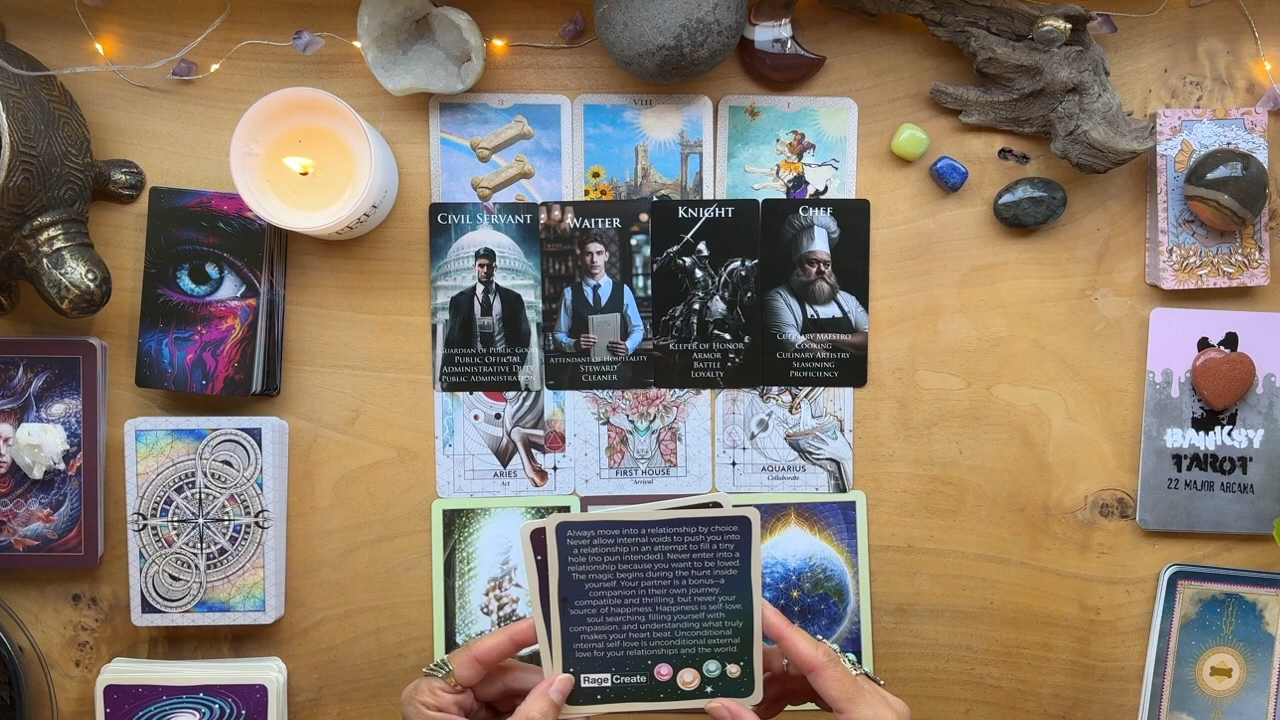 3
VIII
I
CIVIL SERVANT
GUARDIAN OF PUBLIC GOOD
PUBLIC OFFICIAL
ADMINISTRATIVE DUTY
PUBLIC ADMINISTRATION
WAITER
ATTENDANT OF HOSPITALITY
STEWARD
CLEANER
KNIGHT
KEEPER OF HONOR
ARMOR
BATTLE
LOYALTY
CHEF
CULINARY MAESTRO
COOKING
CULINARY ARTISTRY
SEASONING
PROFICIENCY
ARIES
Act
FIRST HOUSE
Arrival
AQUARIUS
Collaborate
BANKSY
TAROT
22 MAJOR ARCANA
Always move into a relationship by choice.
Never allow internal voids to push you into
a relationship in an attempt to fill a tiny
hole (no pun intended). Never enter into a
relationship because you want to be loved.
The magic begins during the hunt inside
yourself. Your partner is a bonus—a
companion in their own journey,
compatible and thrilling, but never your
'source' of happiness. Happiness is self-love,
soul searching, filling yourself with
compassion, and understanding what truly
makes your heart beat. Unconditional
internal self-love is unconditional external
love for your relationships and the world.
Rage Create